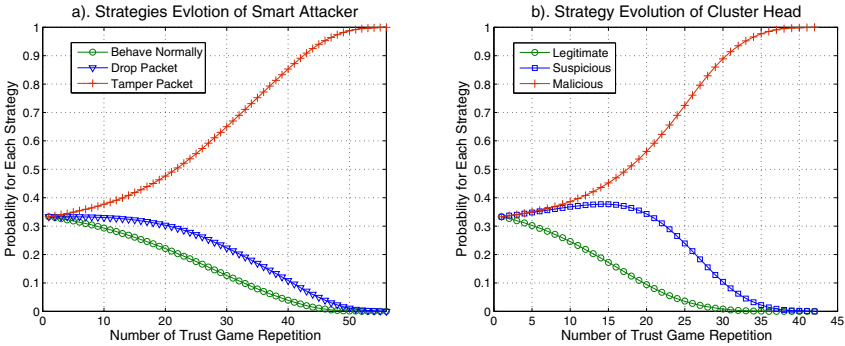 a). Strategies Evlotion of Smart Attacker
Probability for Each Strategy
1
0.9
0.8
0.7
0.6
0.5
0.4
0.3
0.2
0.1
0
Behave Normally
Drop Packet
Tamper Packet
0 10 20 30 40 50
Number of Trust Game Repetition
b). Strategy Evolution of Cluster Head
Probability for Each Strategy
1
0.9
0.8
0.7
0.6
0.5
0.4
0.3
0.2
0.1
0
Legitimate
Suspicious
Malicious
0 5 10 15 20 25 30 35 40 45
Number of Trust Game Repetition